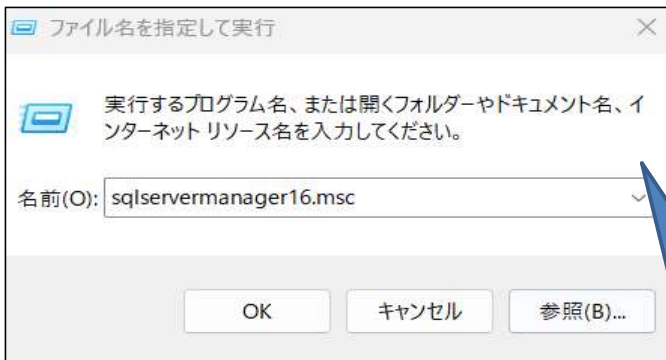 ファイル名を指定して実行
実行するプログラム名、または開くフォルダーやドキュメント名、イ
ンターネット リソース名を入力してください。
名前(O): sqlservermanager16.msc
OK キャンセル 参照(B)...